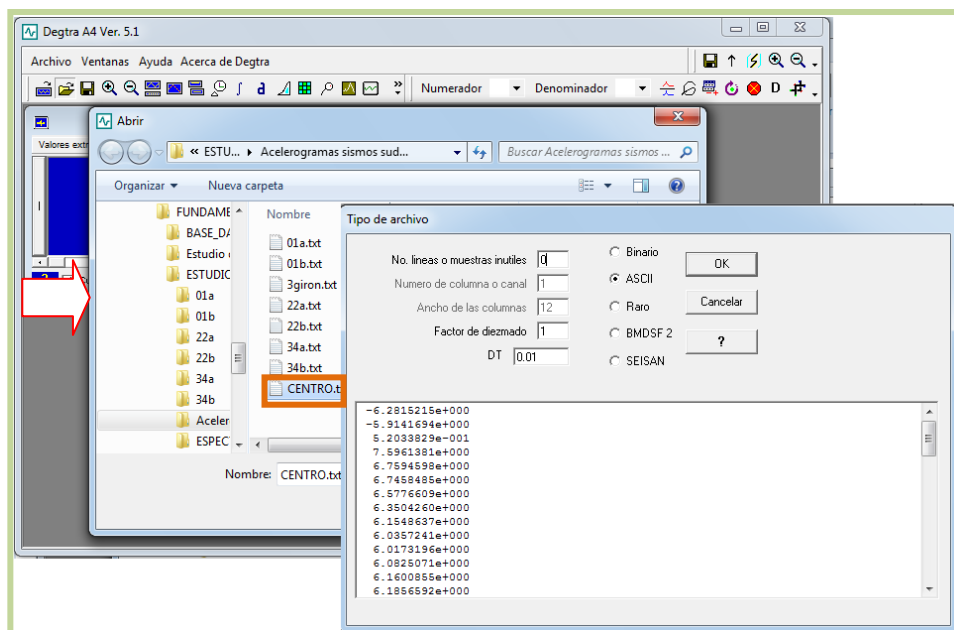 Degtra A4 Ver. 5.1
Archivo Ventanas Ayuda Acerca de Degtra
Numerador Denominador D
Abrir
Valores extr
« ESTU... Acelerogramas sismos sud... Buscar Acelerogramas sismos ...
Organizar Nueva carpeta
FUNDAME
BASE_DA
Estudio
ESTUDIC
01a
01b
22a
22b
34a
34b
Aceler
ESPEC
Nombre
01a.txt
01b.txt
3giron.txt
22a.txt
22b.txt
34a.txt
34b.txt
CENTRO.t
Nombre: CENTRO.txt
Tipo de archivo
No. lineas o muestras inutiles 0
Numero de columna o canal 1
Ancho de las columnas 12
Factor de diezmado 1
DT 0.01
Binario
ASCII
Raro
BMDSF 2
SEISAN
OK
Cancelar
?
-6.2815215e+000
-5.9141694e+000
5.2033829e-001
7.5961381e+000
6.7594598e+000
6.7458485e+000
6.5776609e+000
6.3504260e+000
6.1548637e+000
6.0357241e+000
6.0173196e+000
6.0825071e+000
6.1600855e+000
6.1856592e+000